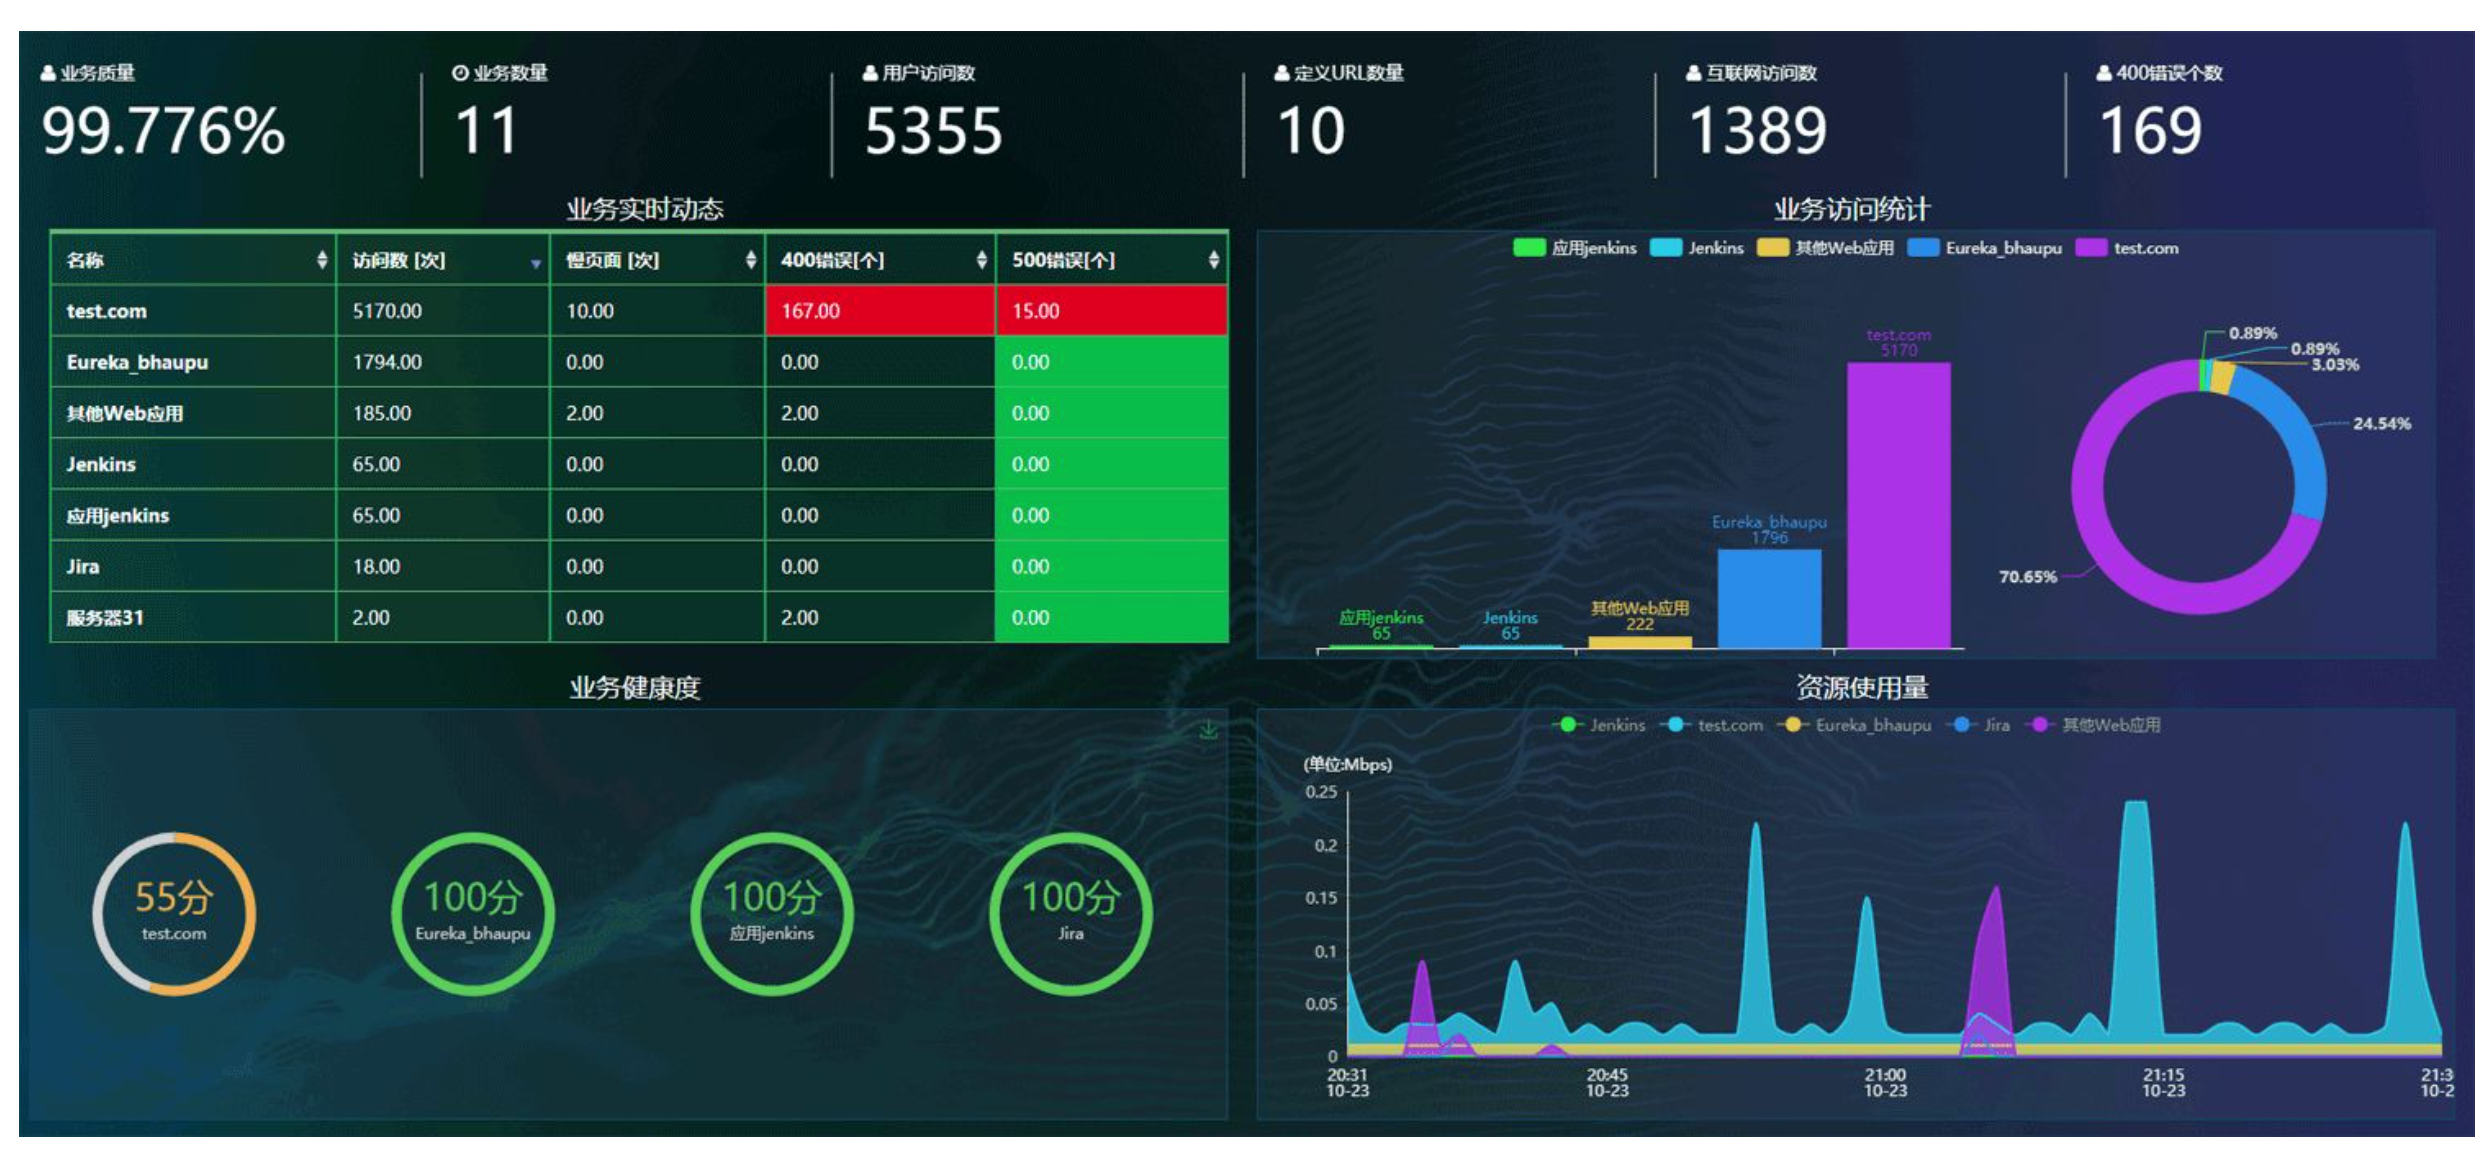 业务质量
99.776%
业务数量
11
用户访问数
5355
定义URL数量
10
互联网访问数
1389
400错误个数
169
业务实时动态
名称 访问数 [次] 慢页面 [次] 400错误[个] 500错误[个]
test.com 5170.00 10.00 167.00 15.00
Eureka_bhaupu 1794.00 0.00 0.00 0.00
其他Web应用 185.00 2.00 2.00 0.00
Jenkins 65.00 0.00 0.00 0.00
应用jenkins 65.00 0.00 0.00 0.00
Jira 18.00 0.00 0.00 0.00
服务器31 2.00 0.00 2.00 0.00
业务访问统计
应用jenkins Jenkins 其他Web应用 Eureka_bhaupu test.com
应用jenkins
65
Jenkins
65
其他Web应用
222
Eureka_bhaupu
1796
test.com
5170
0.89%
0.89%
3.03%
24.54%
70.65%
业务健康度
55分
test.com
100分
Eureka_bhaupu
100分
应用jenkins
100分
Jira
资源使用量
Jenkins test.com Eureka_bhaupu Jira 其他Web应用
(单位:Mbps)
0.25
0.2
0.15
0.1
0.05
0
20:31
10-23
20:45
10-23
21:00
10-23
21:15
10-23
21:3
10-2